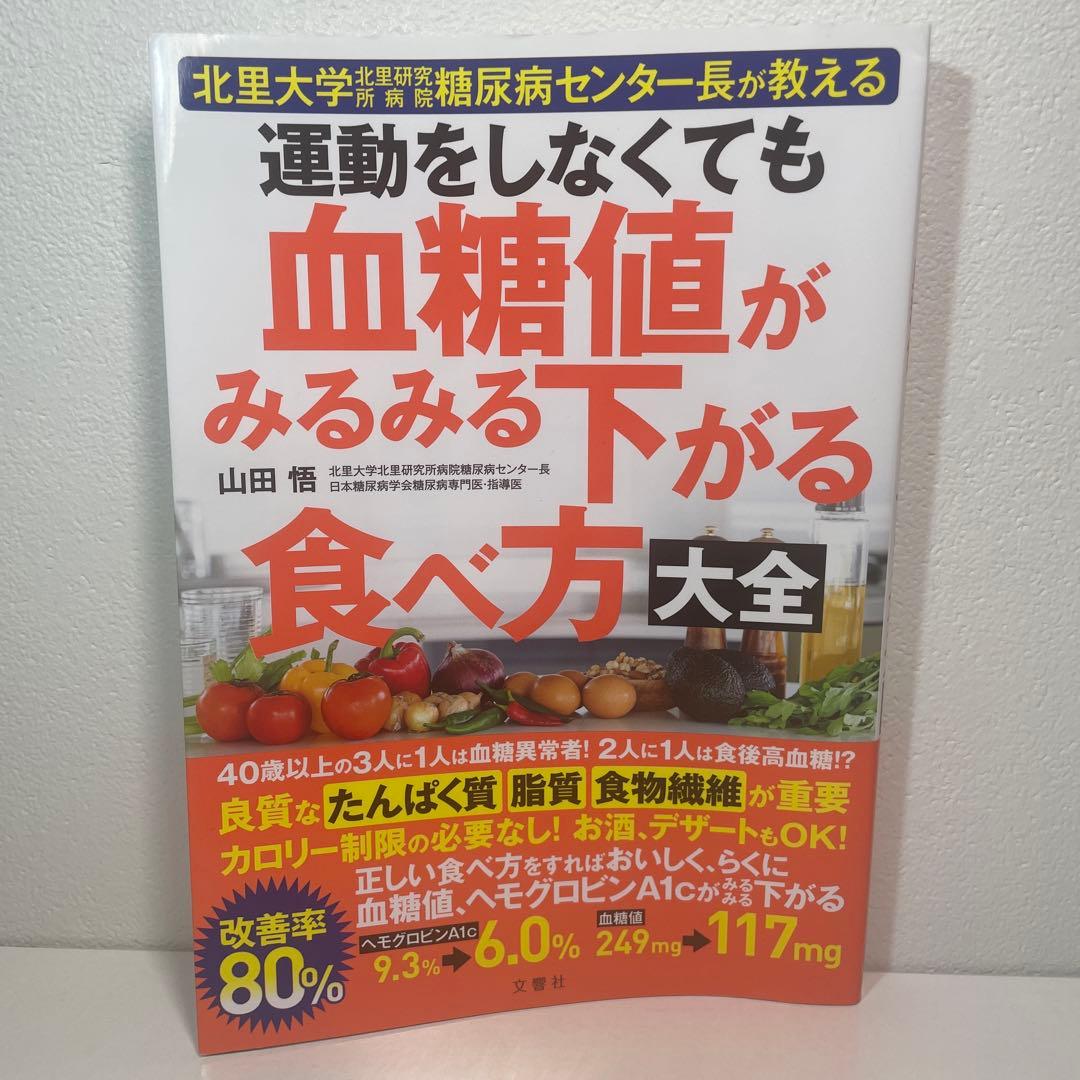 北里大学北里研究所病院糖尿病センター長が教える
運動をしなくても
血糖値が
みるみる下がる
山田 悟 北里大学北里研究所病院糖尿病センター長
日本糖尿病学会糖尿病専門医・指導医
食べ方大全
40歳以上の3人に1人は血糖異常者! 2人に1人は食後高血糖!?
良質なたんぱく質 脂質 食物繊維が重要
カロリー制限の必要なし! お酒、デザートもOK!
正しい食べ方をすればおいしく、らくに
血糖値、ヘモグロビンA1cがみるみる下がる
改善率
80%
ヘモグロビンA1c
9.3%→6.0%
血糖値
249mg→117mg
文響社